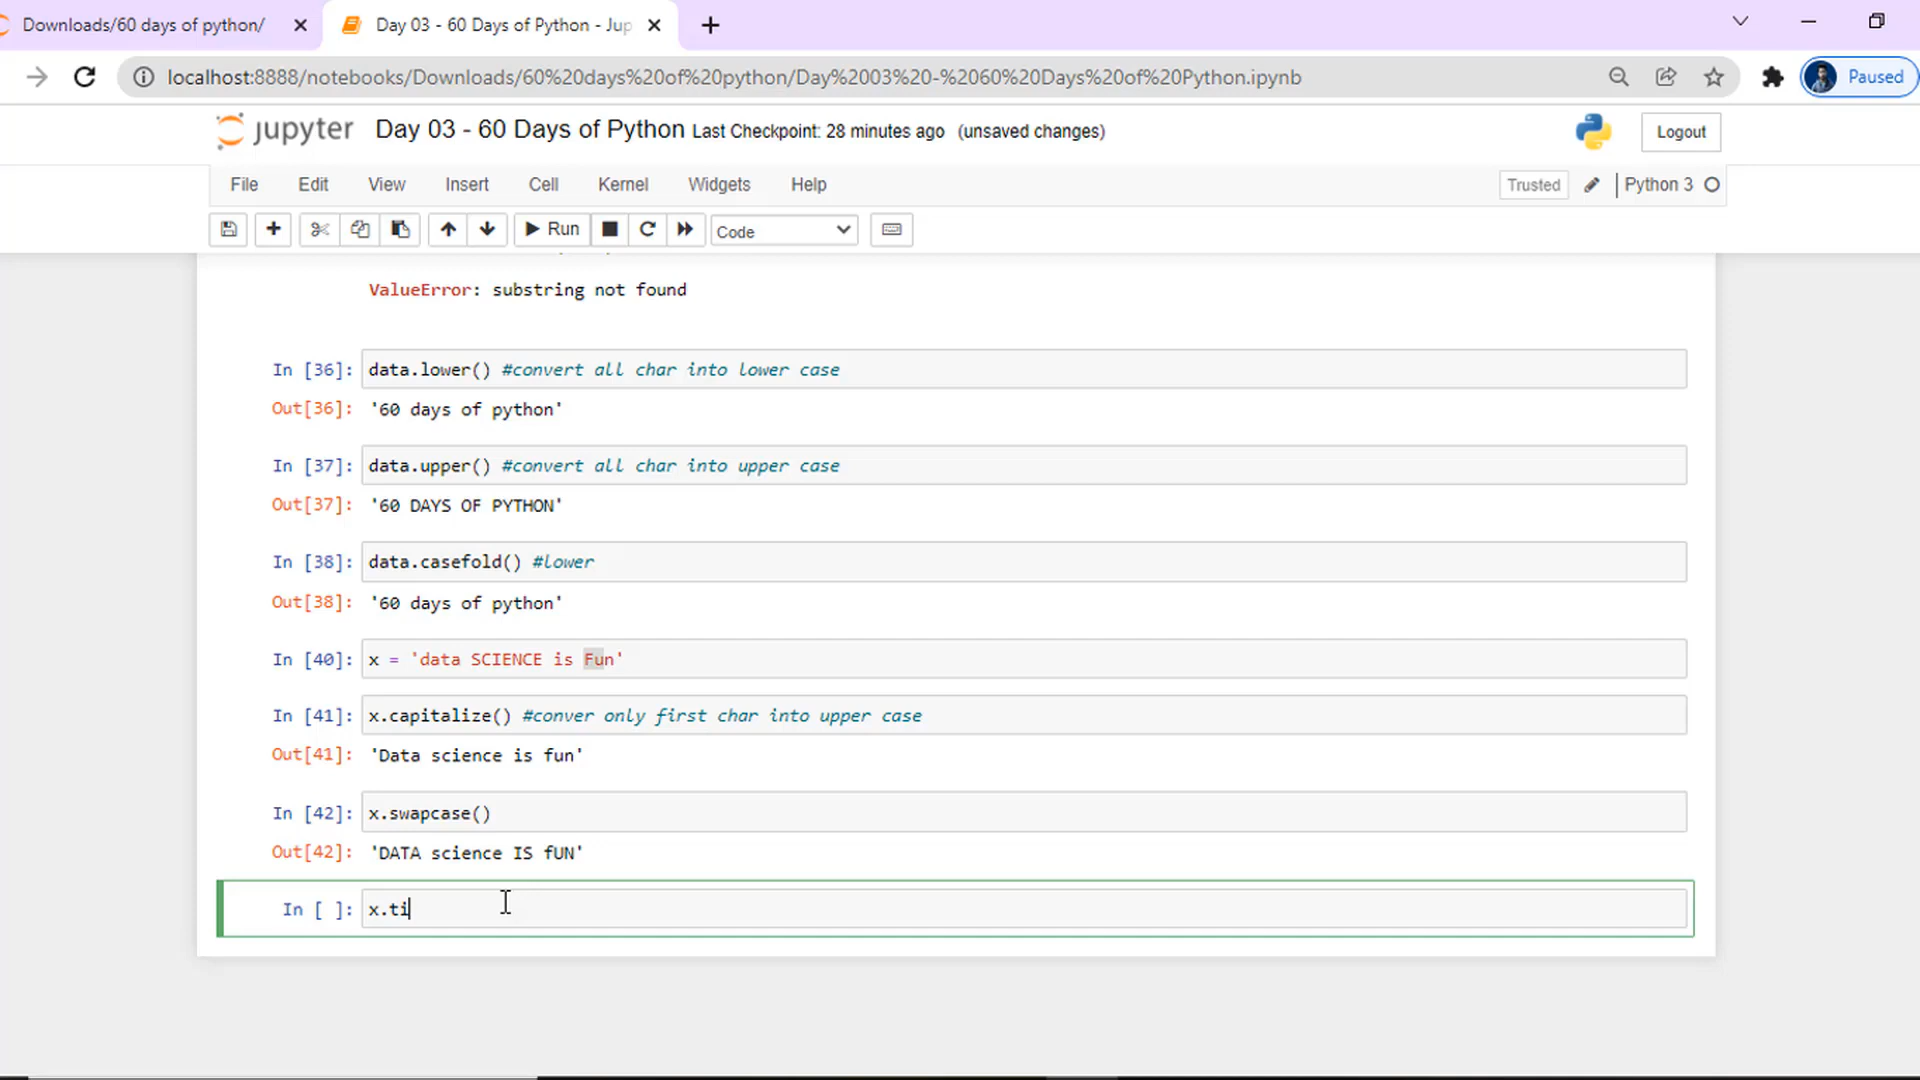 Downloads/60 days of python/
Day 03 - 60 Days of Python - Jup
localhost:8888/notebooks/Downloads/60%20days%20of%20python/Day%2003%20-%2060%20Days%20of%20Python.ipynb
Paused
jupyter Day 03 - 60 Days of Python Last Checkpoint: 28 minutes ago (unsaved changes)
Logout
File Edit View Insert Cell Kernel Widgets Help
Trusted
Python 3
Run
Code
ValueError: substring not found
In [36]: data.lower() #convert all char into lower case
Out[36]: '60 days of python'
In [37]: data.upper() #convert all char into upper case
Out[37]: '60 DAYS OF PYTHON'
In [38]: data.casefold() #lower
Out[38]: '60 days of python'
In [40]: x = 'data SCIENCE is Fun'
In [41]: x.capitalize() #conver only first char into upper case
Out[41]: 'Data science is fun'
In [42]: x.swapcase()
Out[42]: 'DATA science IS fUN'
In [ ]: x.ti